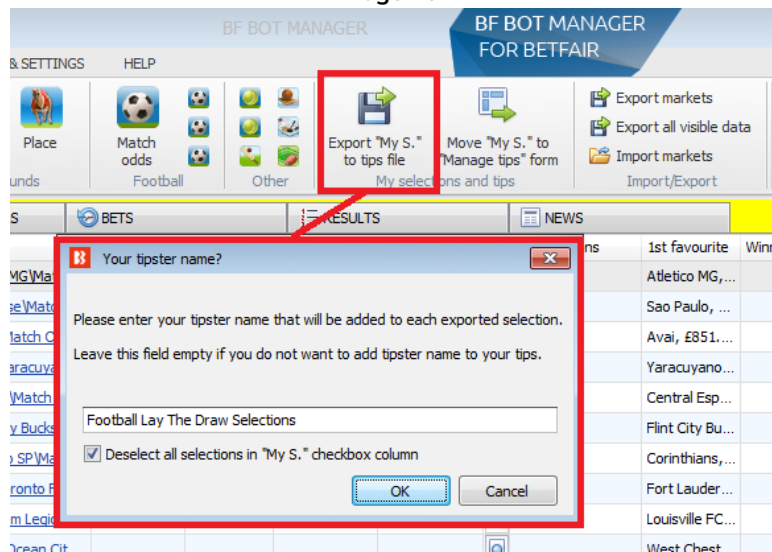 BF BOT MANAGER
BF BOT MANAGER
FOR BETFAIR
& SETTINGS HELP
Place
Match
odds
Football
Other
Export "My S."
to tips file
Move "My S." to
"Manage tips" form
My selections and tips
Export markets
Export all visible data
Import markets
Import/Export
BETS
RESULTS
NEWS
1st favourite
Atletico MG,...
Sao Paulo, ...
Avai, £851....
Yaracuyano...
Central Esp...
Flint City Bu...
Corinthians,...
Fort Lauder...
Louisville FC...
West Chest
Your tipster name?
Please enter your tipster name that will be added to each exported selection.
Leave this field empty if you do not want to add tipster name to your tips.
Football Lay The Draw Selections
Deselect all selections in "My S." checkbox column
OK
Cancel